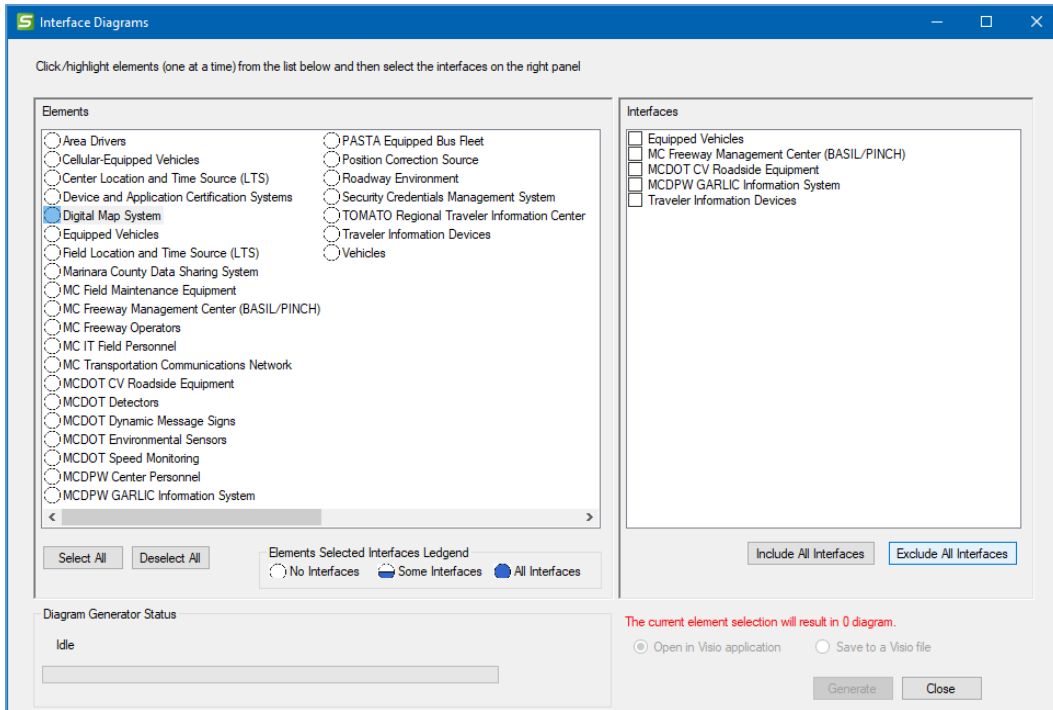 Interface Diagrams
Click/highlight elements (one at a time) from the list below and then select the interfaces on the right panel
Elements
Area Drivers
Cellular-Equipped Vehicles
Center Location and Time Source (LTS)
Device and Application Certification Systems
Digital Map System
Equipped Vehicles
Field Location and Time Source (LTS)
Marinara County Data Sharing System
MC Field Maintenance Equipment
MC Freeway Management Center (BASIL/PINCH)
MC Freeway Operators
MC IT Field Personnel
MC Transportation Communications Network
MCDOT CV Roadside Equipment
MCDOT Detectors
MCDOT Dynamic Message Signs
MCDOT Environmental Sensors
MCDOT Speed Monitoring
MCDPW Center Personnel
MCDPW GARLIC Information System
PASTA Equipped Bus Fleet
Position Correction Source
Roadway Environment
Security Credentials Management System
TOMATO Regional Traveler Information Center
Traveler Information Devices
Vehicles
Select All
Deselect All
Elements Selected Interfaces Ledgend
No Interfaces
Some Interfaces
All Interfaces
Interfaces
Equipped Vehicles
MC Freeway Management Center (BASIL/PINCH)
MCDOT CV Roadside Equipment
MCDPW GARLIC Information System
Traveler Information Devices
Include All Interfaces
Exclude All Interfaces
Diagram Generator Status
Idle
The current element selection will result in 0 diagram.
Open in Visio application
Save to a Visio file
Generate
Close